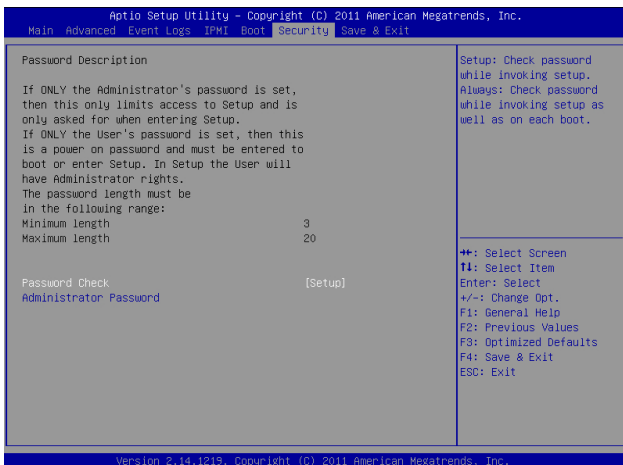 Aptio Setup Utility – Copyright (C) 2011 American Megatrends, Inc.
Main Advanced Event Logs IPMI Boot Security Save & Exit
Password Description
If ONLY the Administrator's password is set,
then this only limits access to Setup and is
only asked for when entering Setup.
If ONLY the User's password is set, then this
is a power on password and must be entered to
boot or enter Setup. In Setup the User will
have Administrator rights.
The password length must be
in the following range:
Minimum length 3
Maximum length 20
Password Check [Setup]
Administrator Password
Setup: Check password
while invoking setup.
Always: Check password
while invoking setup as
well as on each boot.
→←: Select Screen
↑↓: Select Item
Enter: Select
+/-: Change Opt.
F1: General Help
F2: Previous Values
F3: Optimized Defaults
F4: Save & Exit
ESC: Exit
Version 2.14.1219. Copyright (C) 2011 American Megatrends, Inc.